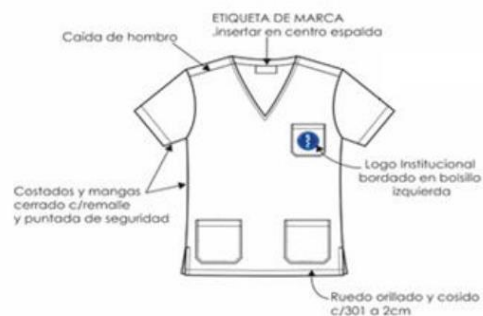 ETIQUETA DE MARCA
.insertar en centro espalda
Caída de hombro
Logo Institucional
bordado en bolsillo
izquierda
Costados y mangas
cerrado c/remalle
y puntada de seguridad
Ruedo orillado y cosido
c/301 a 2cm